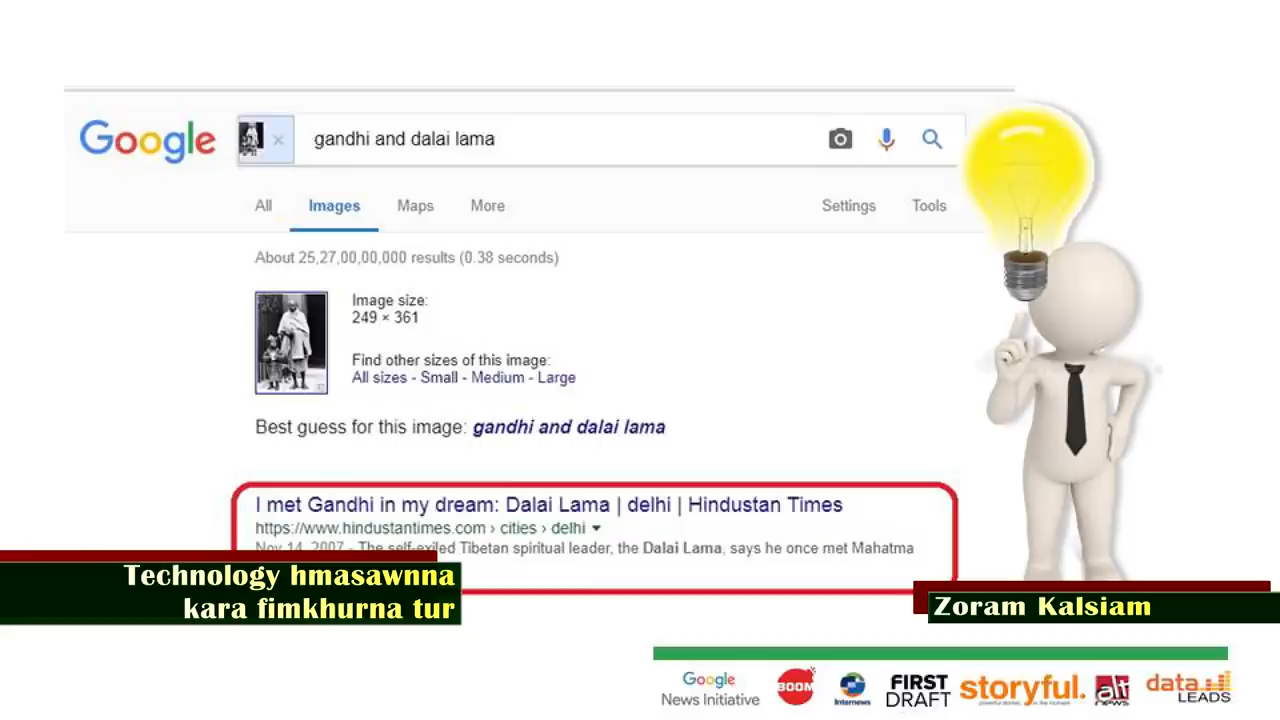 Google
gandhi and dalai lama
All Images Maps More Settings Tools
About 25,27,00,00,000 results (0.38 seconds)
Image size:
249 × 361
Find other sizes of this image:
All sizes - Small - Medium - Large
Best guess for this image: gandhi and dalai lama
I met Gandhi in my dream: Dalai Lama | delhi | Hindustan Times
https://www.hindustantimes.com › cities › delhi
Nov 14, 2007 - The self-exiled Tibetan spiritual leader, the Dalai Lama, says he once met Mahatma
Technology hmasawnna
kara fimkhurna tur
Zoram Kalsiam
Google
News Initiative
BOOM
Internews
FIRST
DRAFT
storyful.
alt
NEWS
data
LEADS